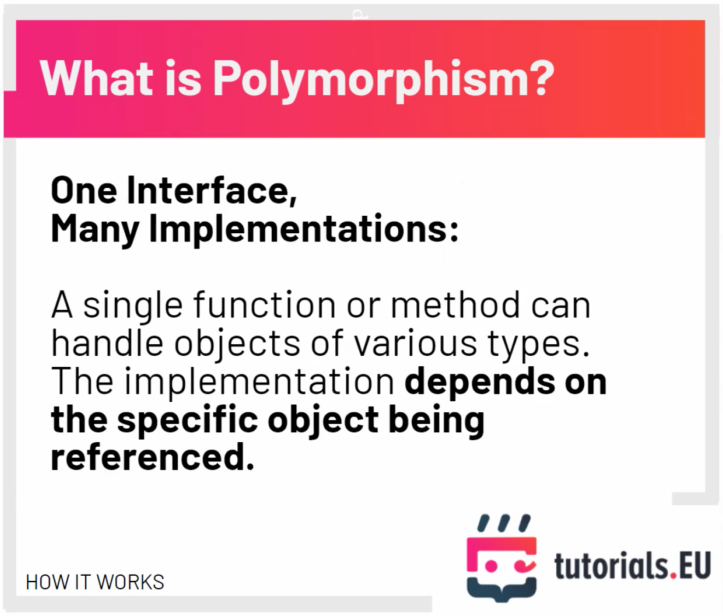 What is Polymorphism?
One Interface,
Many Implementations:
A single function or method can
handle objects of various types.
The implementation depends on
the specific object being
referenced.
HOW IT WORKS
tutorials.EU